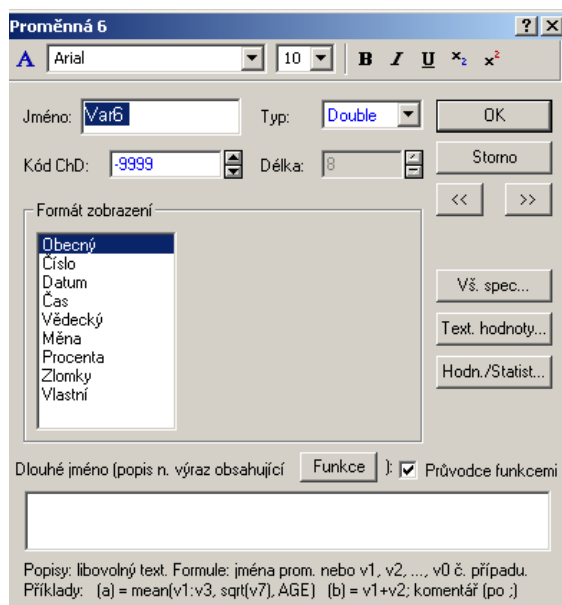 Proměnná 6
? X
A Arial 10 B I U x₂ x²
Jméno: Var6 Typ: Double OK
Kód ChD: -9999 Délka: 8 Storno
<< >>
Formát zobrazení
Obecný
Číslo
Datum
Čas
Vědecký
Měna
Procenta
Zlomky
Vlastní
Vš. spec...
Text. hodnoty...
Hodn./Statist...
Dlouhé jméno (popis n. výraz obsahující Funkce ): Průvodce funkcemi
Popisy: libovolný text. Formule: jména prom. nebo v1, v2, ..., v0 č. případu.
Příklady: (a) = mean(v1:v3, sqrt(v7), AGE) (b) = v1+v2; komentář (po ;)